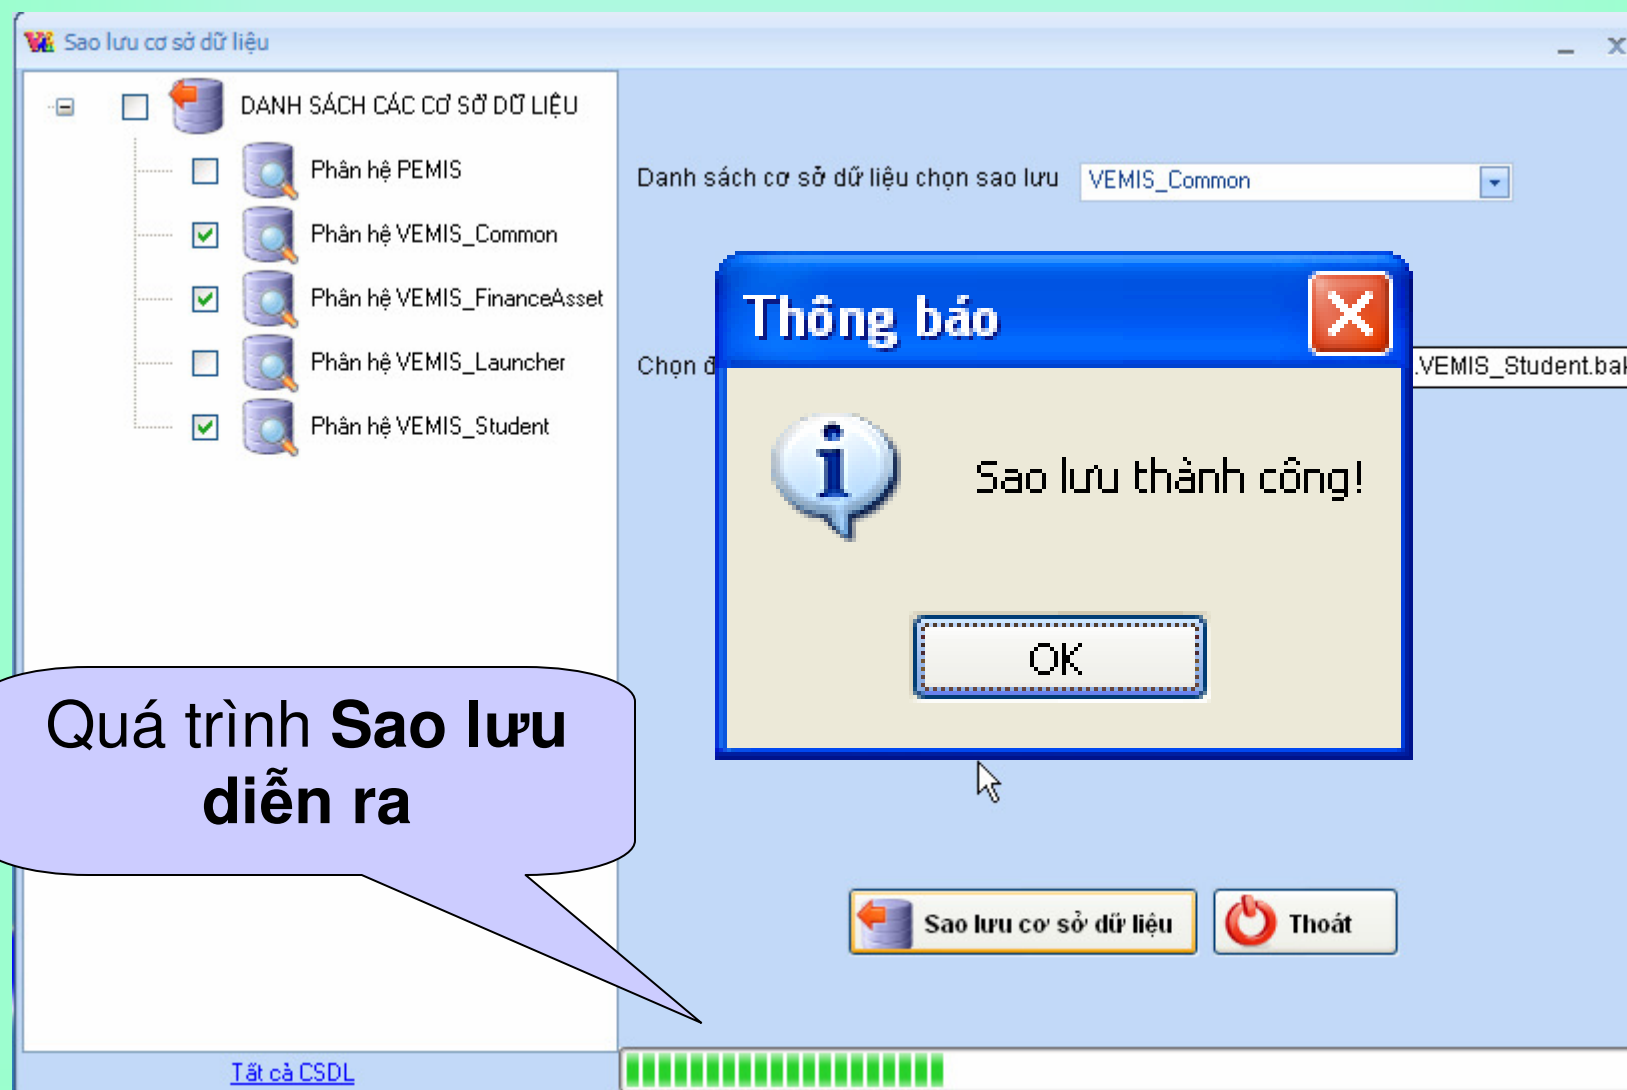 Sao lưu cơ sở dữ liệu
DANH SÁCH CÁC CƠ SỞ DỮ LIỆU
Phân hệ PEMIS
Phân hệ VEMIS_Common
Phân hệ VEMIS_FinanceAsset
Phân hệ VEMIS_Launcher
Phân hệ VEMIS_Student
Danh sách cơ sở dữ liệu chọn sao lưu VEMIS_Common
Chọn đ
.VEMIS_Student.bak
Thông báo
Sao lưu thành công!
OK
Quá trình Sao lưu
diễn ra
Sao lưu cơ sở dữ liệu
Thoát
Tất cả CSDL